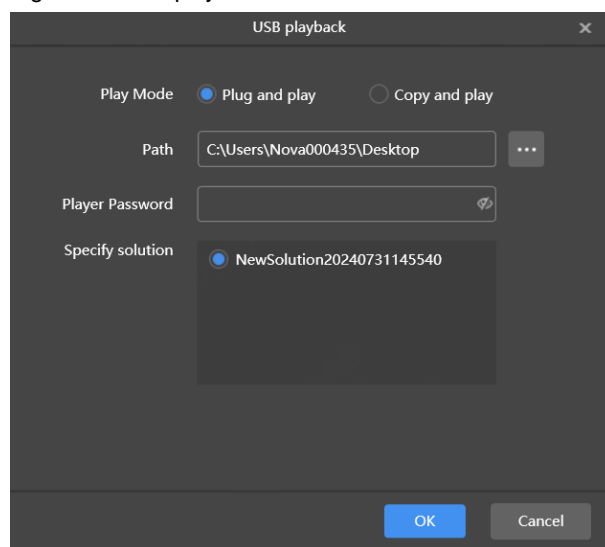 USB playback
Play Mode Plug and play Copy and play
Path C:\Users\Nova000435\Desktop
Player Password
Specify solution NewSolution20240731145540
OK Cancel